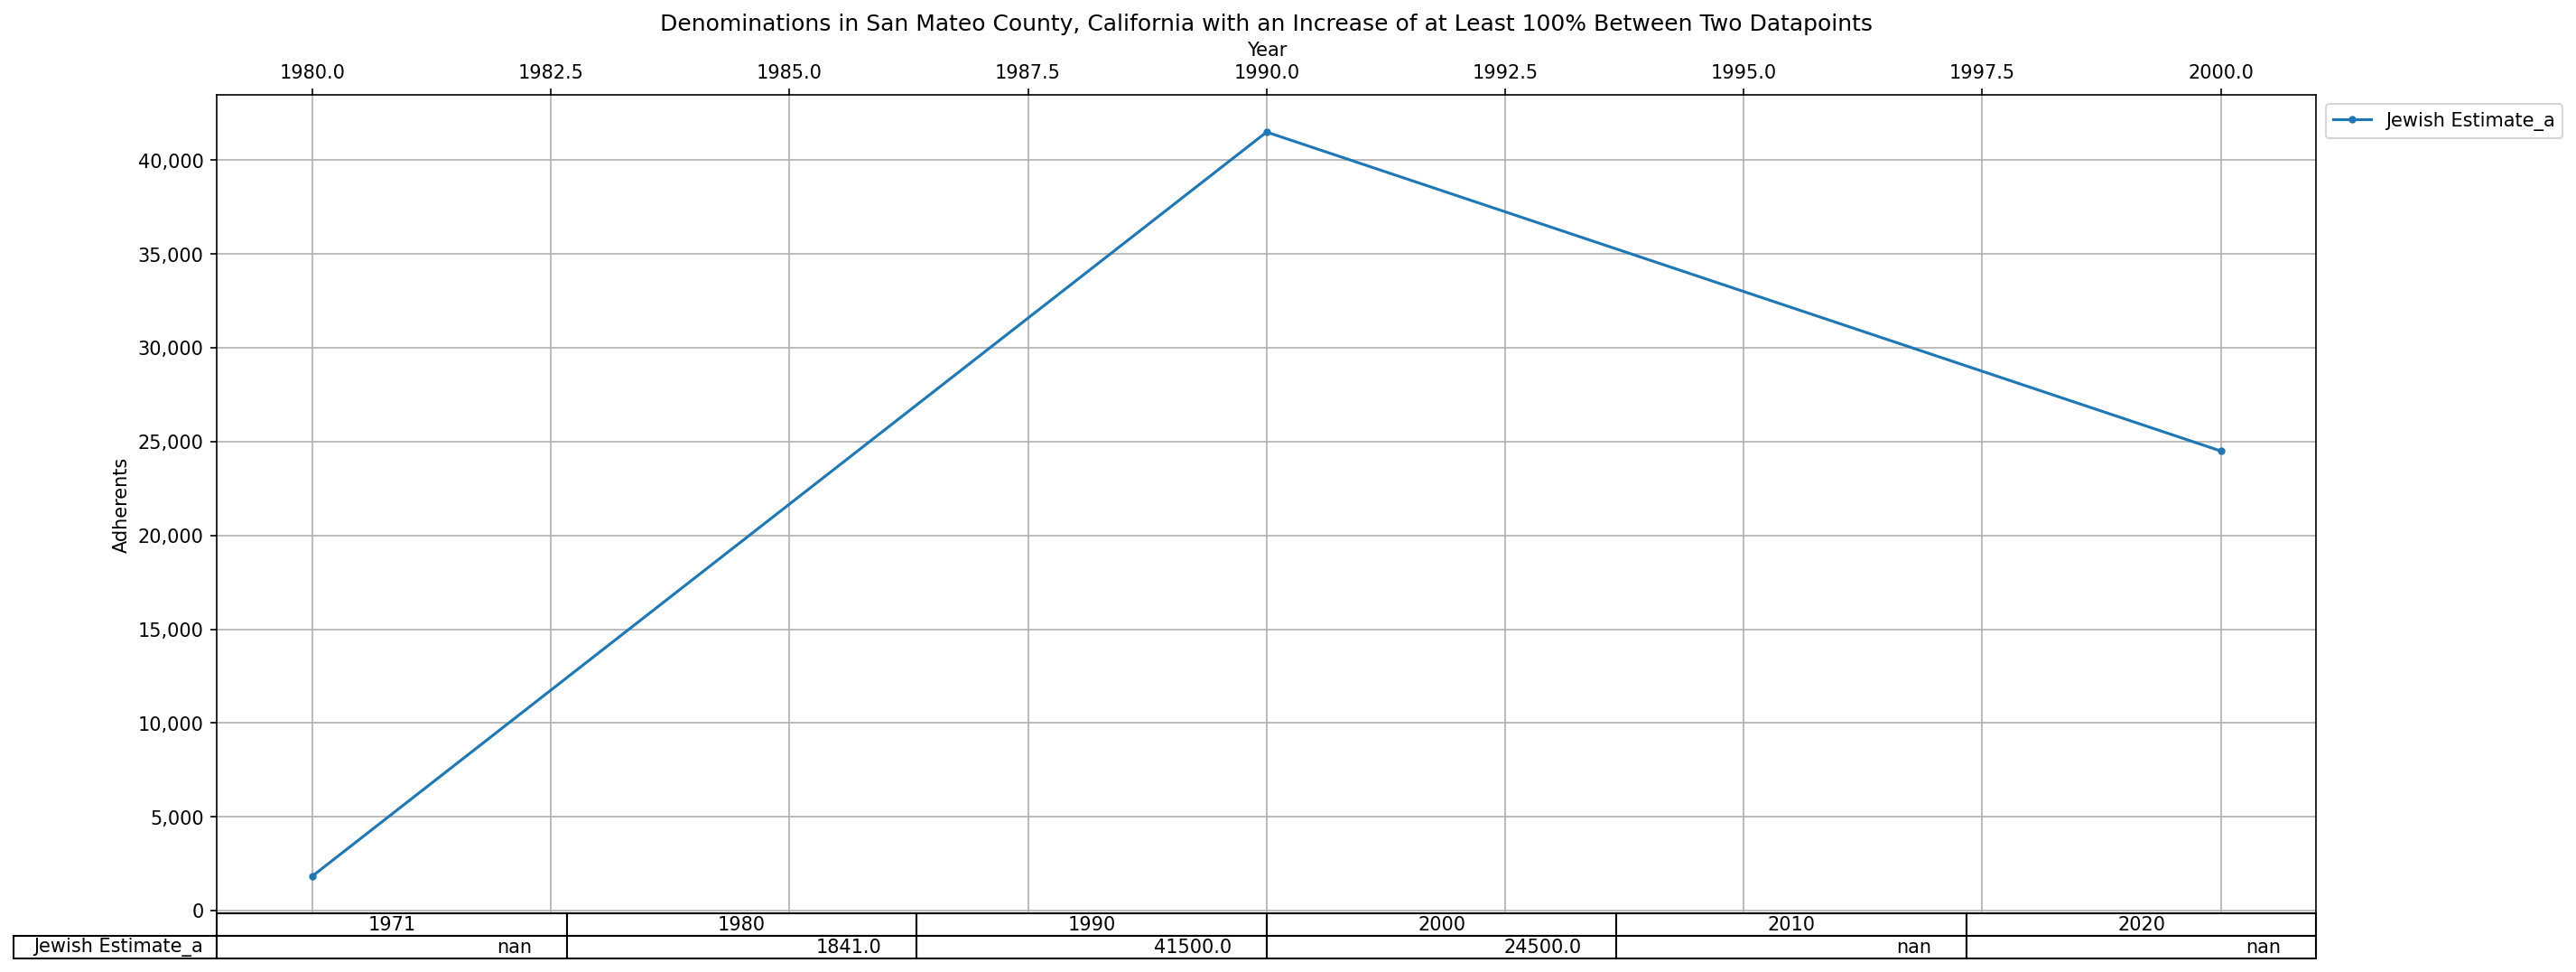 Denominations in San Mateo County, California with an Increase of at Least 100% Between Two Datapoints
Year
1980.0 1982.5 1985.0 1987.5 1990.0 1992.5 1995.0 1997.5 2000.0
Jewish Estimate_a
40,000
35,000
30,000
25,000
20,000
15,000
10,000
5,000
0
Adherents
1971 1980 1990 2000 2010 2020
Jewish Estimate_a nan 1841.0 41500.0 24500.0 nan nan